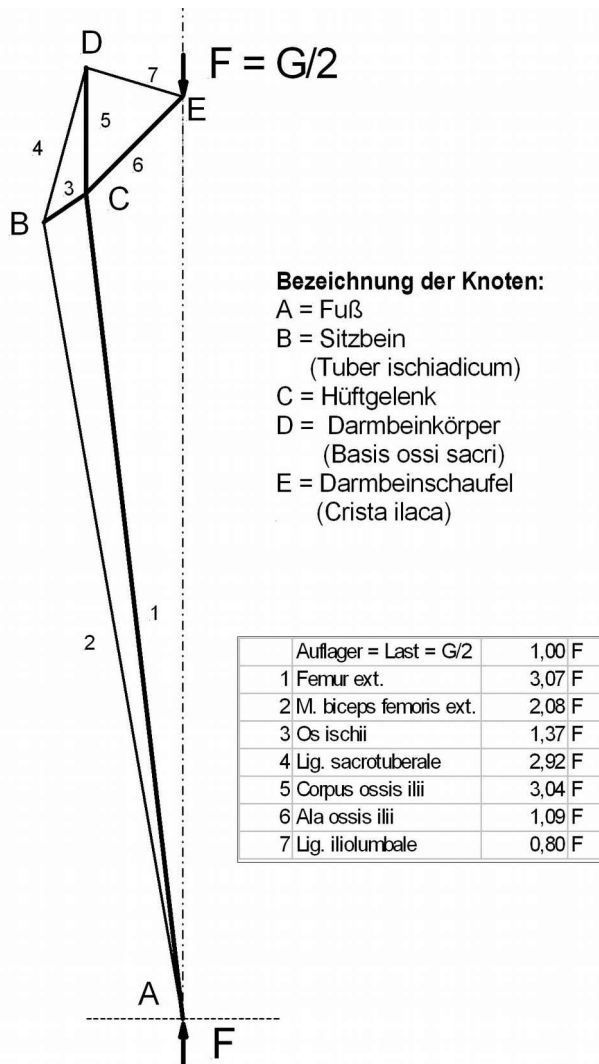 D
F = G/2
7
E
5
4
6
3
C
B
Bezeichnung der Knoten:
A = Fuß
B = Sitzbein
(Tuber ischiadicum)
C = Hüftgelenk
D = Darmbeinkörper
(Basis ossi sacri)
E = Darmbeinschaufel
(Crista ilaca)
1
2
Auflager = Last = G/2 1,00 F
1 Femur ext. 3,07 F
2 M. biceps femoris ext. 2,08 F
3 Os ischii 1,37 F
4 Lig. sacrotuberale 2,92 F
5 Corpus ossis ilii 3,04 F
6 Ala ossis ilii 1,09 F
7 Lig. iliolumbale 0,80 F
A
F